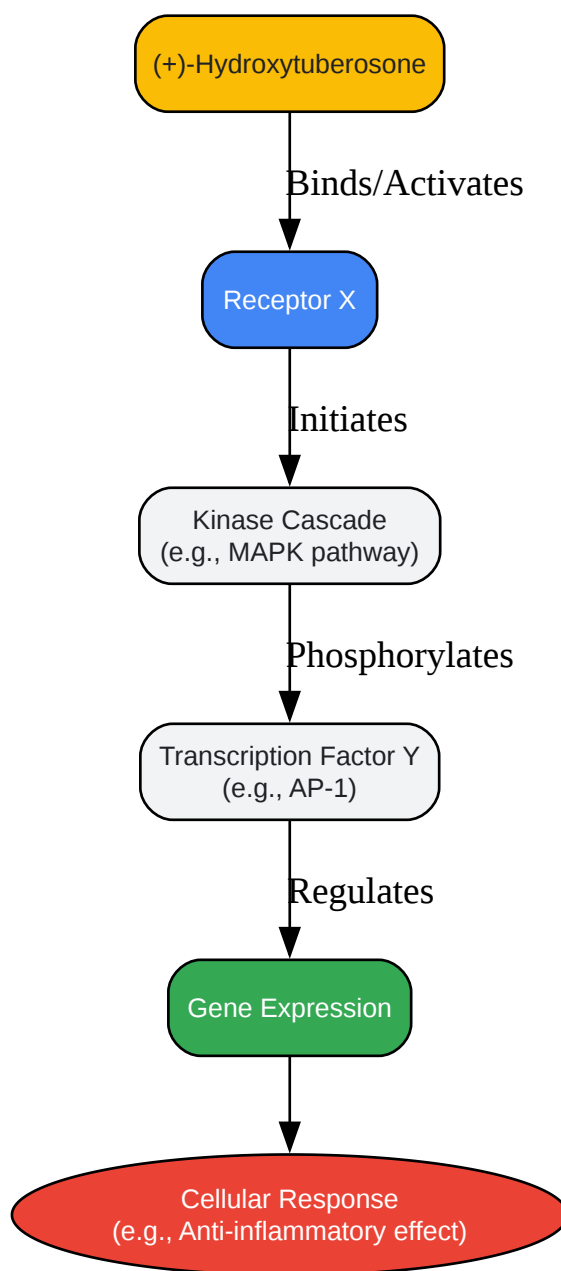 (+)-Hydroxytuberosone
Binds/Activates
Receptor X
Initiates
Kinase Cascade
(e.g., MAPK pathway)
Phosphorylates
Transcription Factor Y
(e.g., AP-1)
Regulates
Gene Expression
Cellular Response
(e.g., Anti-inflammatory effect)